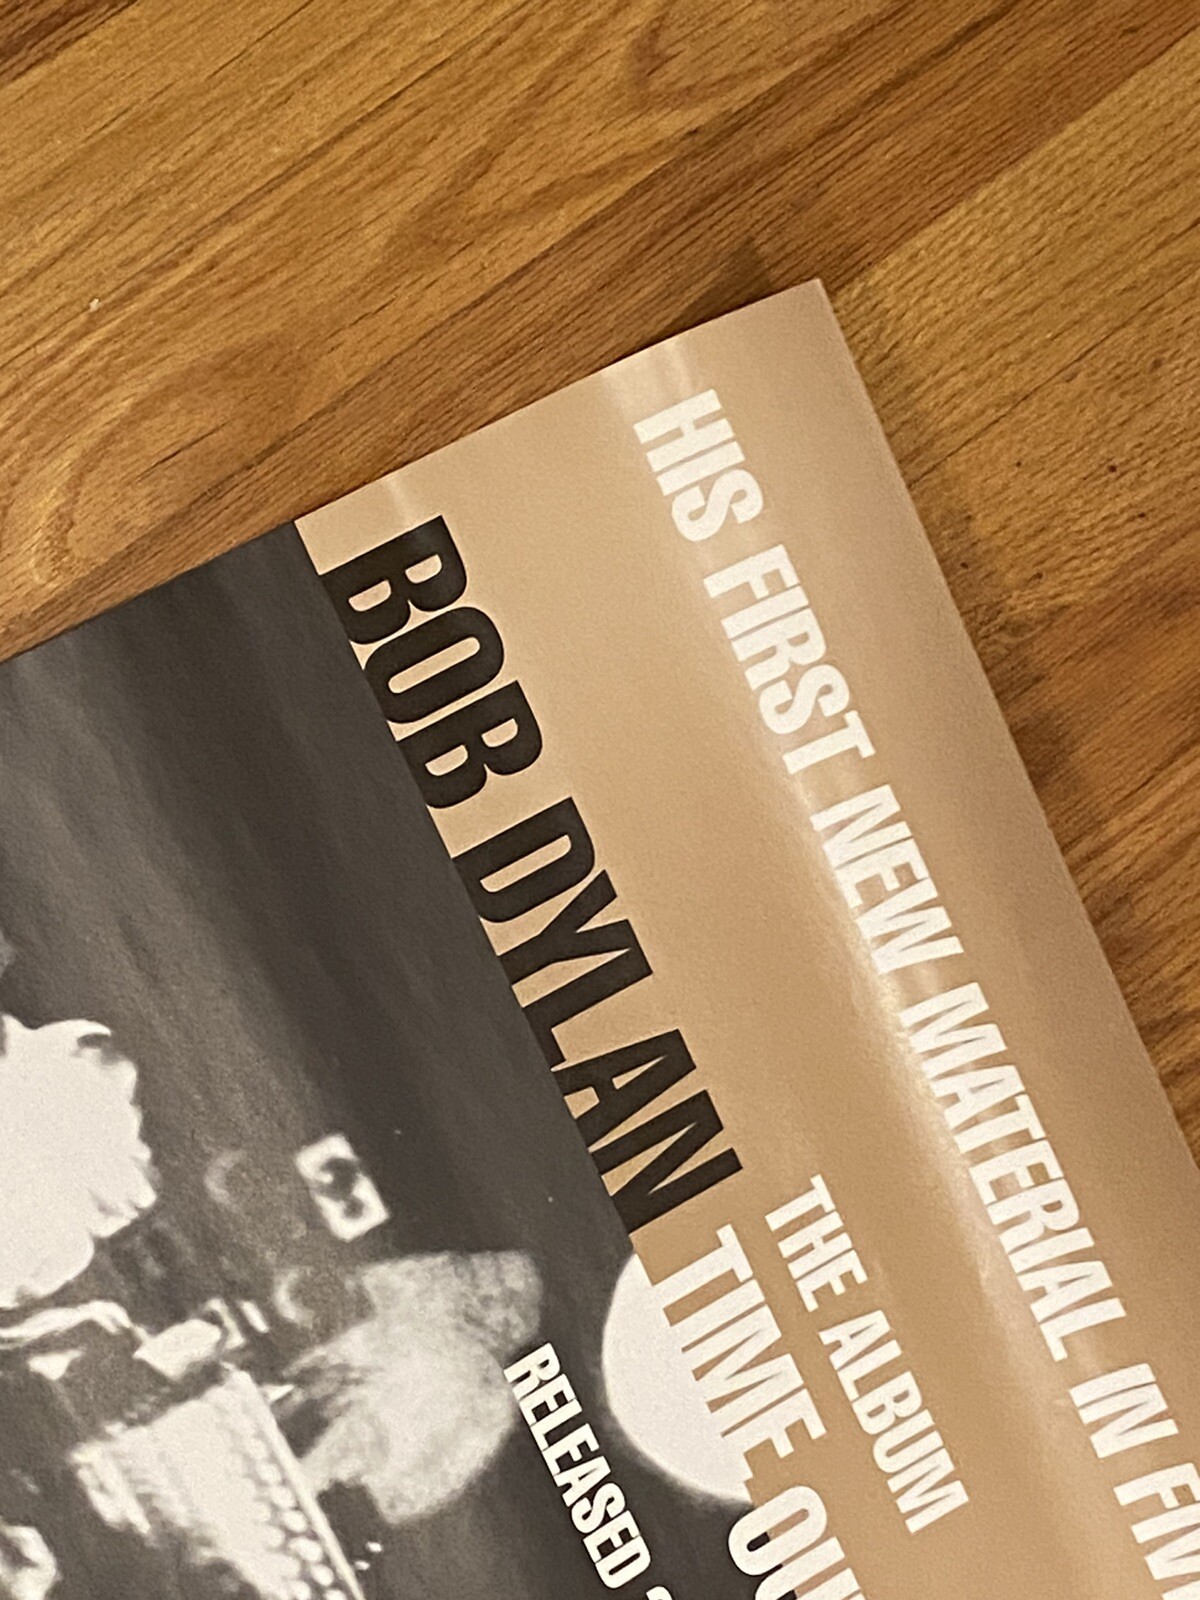 HIS FIRST NEW MATERIAL IN
BOB DYLAN
THE ALBUM
TIME
RELEASED